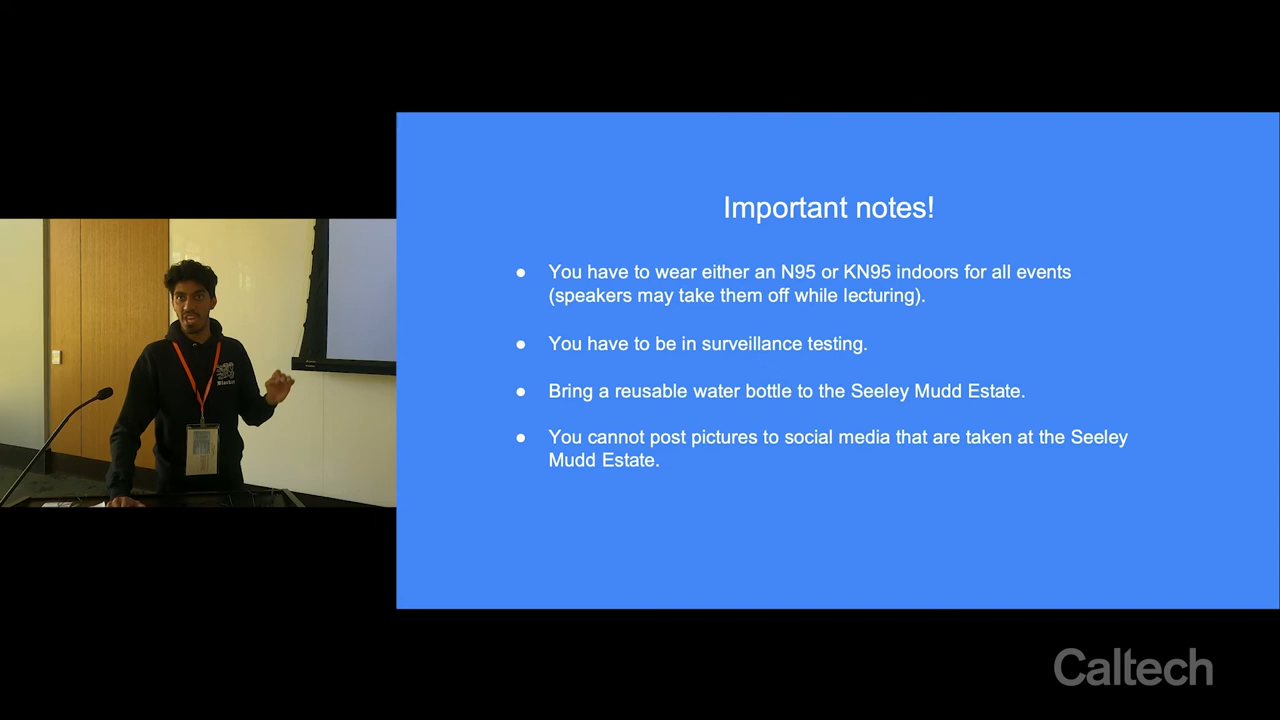 Important notes!
● You have to wear either an N95 or KN95 indoors for all events
(speakers may take them off while lecturing).
● You have to be in surveillance testing.
● Bring a reusable water bottle to the Seeley Mudd Estate.
● You cannot post pictures to social media that are taken at the Seeley
Mudd Estate.
Blacker
Caltech